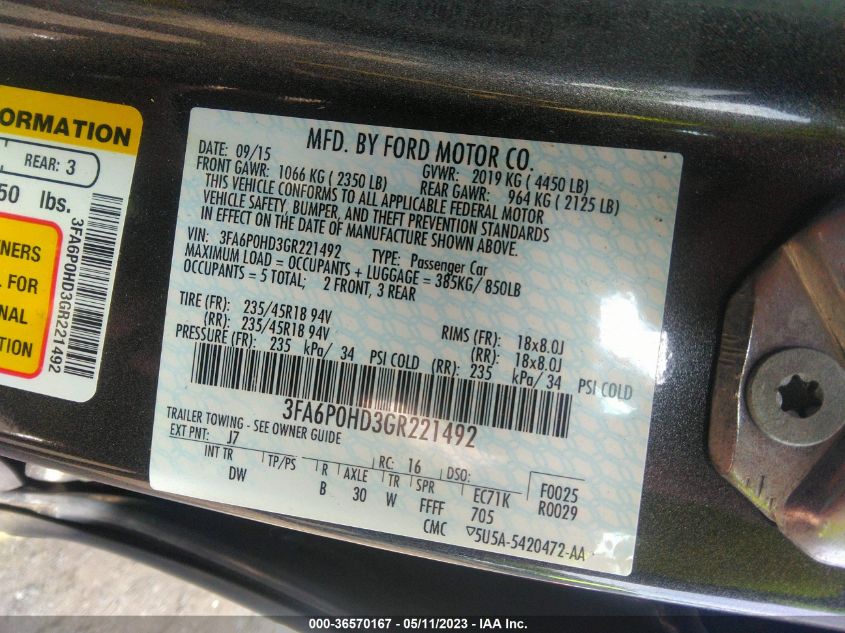 ORMATION
REAR: 3
50 lbs.
NERS
L FOR
NAL
TION
3FA6P0HD3GR221492
MFD. BY FORD MOTOR CO.
DATE: 09/15 GVWR: 2019 KG ( 4450 LB)
FRONT GAWR: 1066 KG ( 2350 LB) REAR GAWR: 964 KG ( 2125 LB)
THIS VEHICLE CONFORMS TO ALL APPLICABLE FEDERAL MOTOR
VEHICLE SAFETY, BUMPER, AND THEFT PREVENTION STANDARDS
IN EFFECT ON THE DATE OF MANUFACTURE SHOWN ABOVE.
VIN: 3FA6P0HD3GR221492 TYPE: Passenger Car
MAXIMUM LOAD = OCCUPANTS + LUGGAGE = 385KG/ 850LB
OCCUPANTS = 5 TOTAL; 2 FRONT, 3 REAR
TIRE (FR): 235/45R18 94V RIMS (FR): 18x8.0J
(RR): 235/45R18 94V (RR): 18x8.0J
PRESSURE (FR): 235 kPa/ 34 PSI COLD (RR): 235 kPa/ 34 PSI COLD
3FA6P0HD3GR221492
TRAILER TOWING - SEE OWNER GUIDE
EXT PNT: J7 RC: 16 DSO: F0025
INT TR TP/PS R AXLE TR SPR EC71K R0029
DW B 30 W FFFF 705
CMC ▽5U5A-5420472-AA
000-36570167 - 05/11/2023 - IAA Inc.